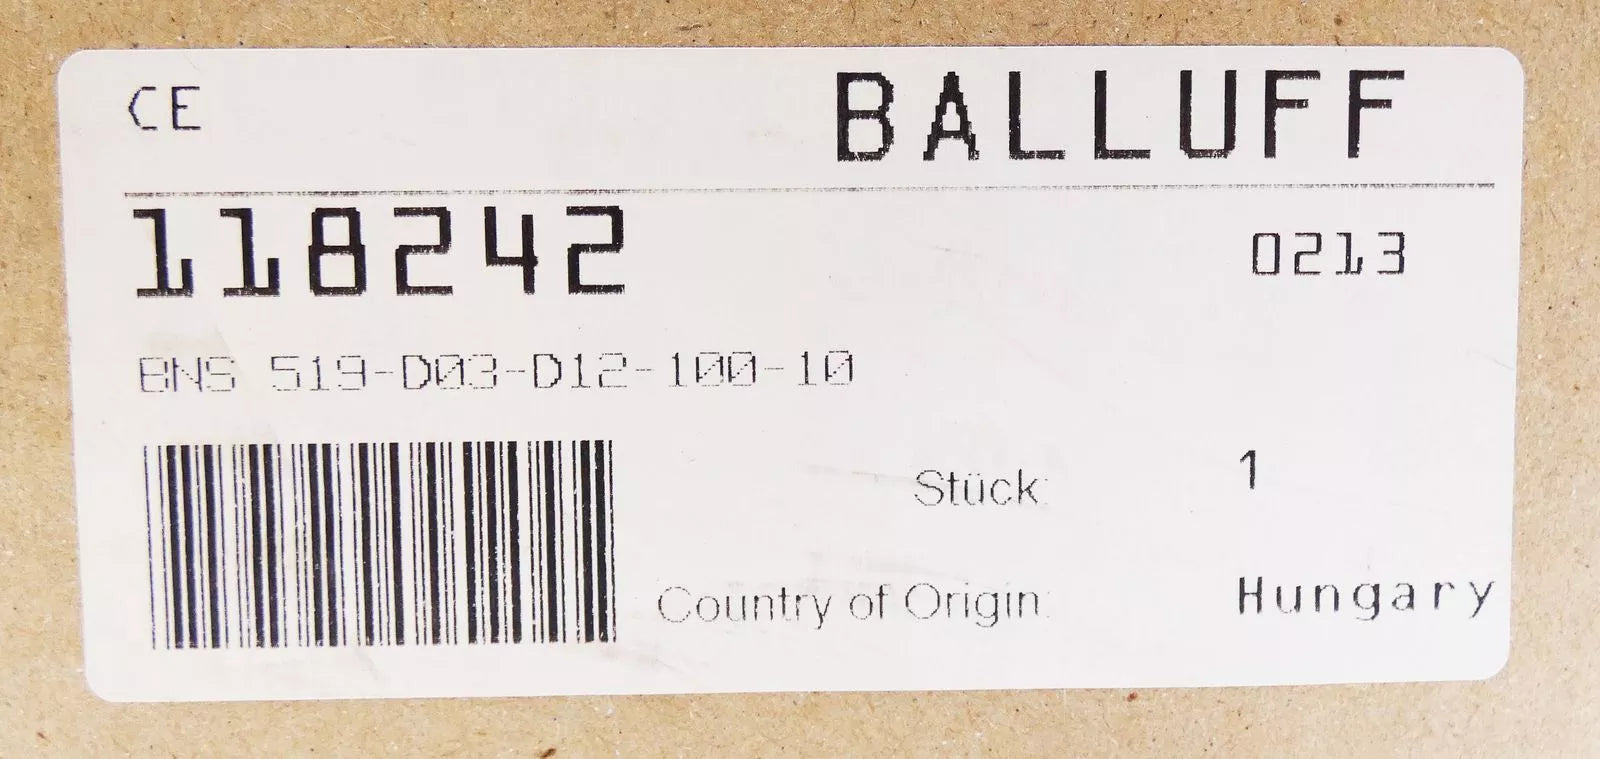 CE BALLUFF
118242 0213
BNS 519-D03-D12-100-10
Stück: 1
Country of Origin: Hungary